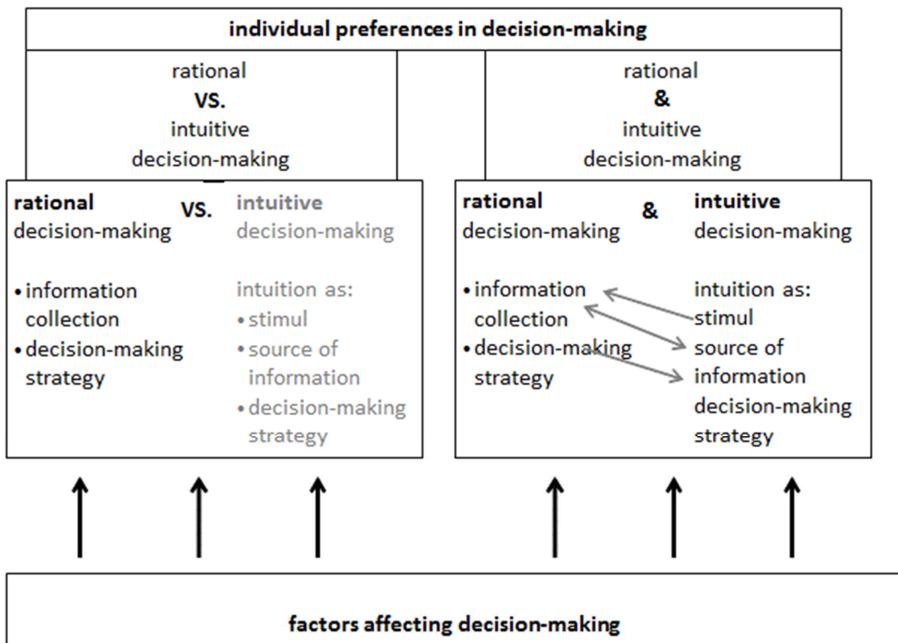 individual preferences in decision-making
rational
VS.
intuitive
decision-making
rational
&
intuitive
decision-making
rational
decision-making
VS.
intuitive
decision-making
• information
collection
• decision-making
strategy
intuition as:
• stimul
• source of
information
• decision-making
strategy
rational
decision-making
&
intuitive
decision-making
• information
collection
• decision-making
strategy
intuition as:
stimul
source of
information
decision-making
strategy
factors affecting decision-making